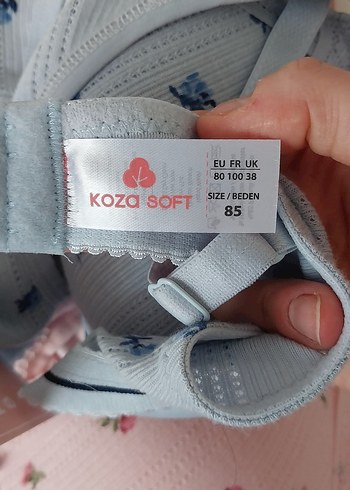 KOZA SOFT
EU FR UK
80 100 38
SIZE / BEDEN
85